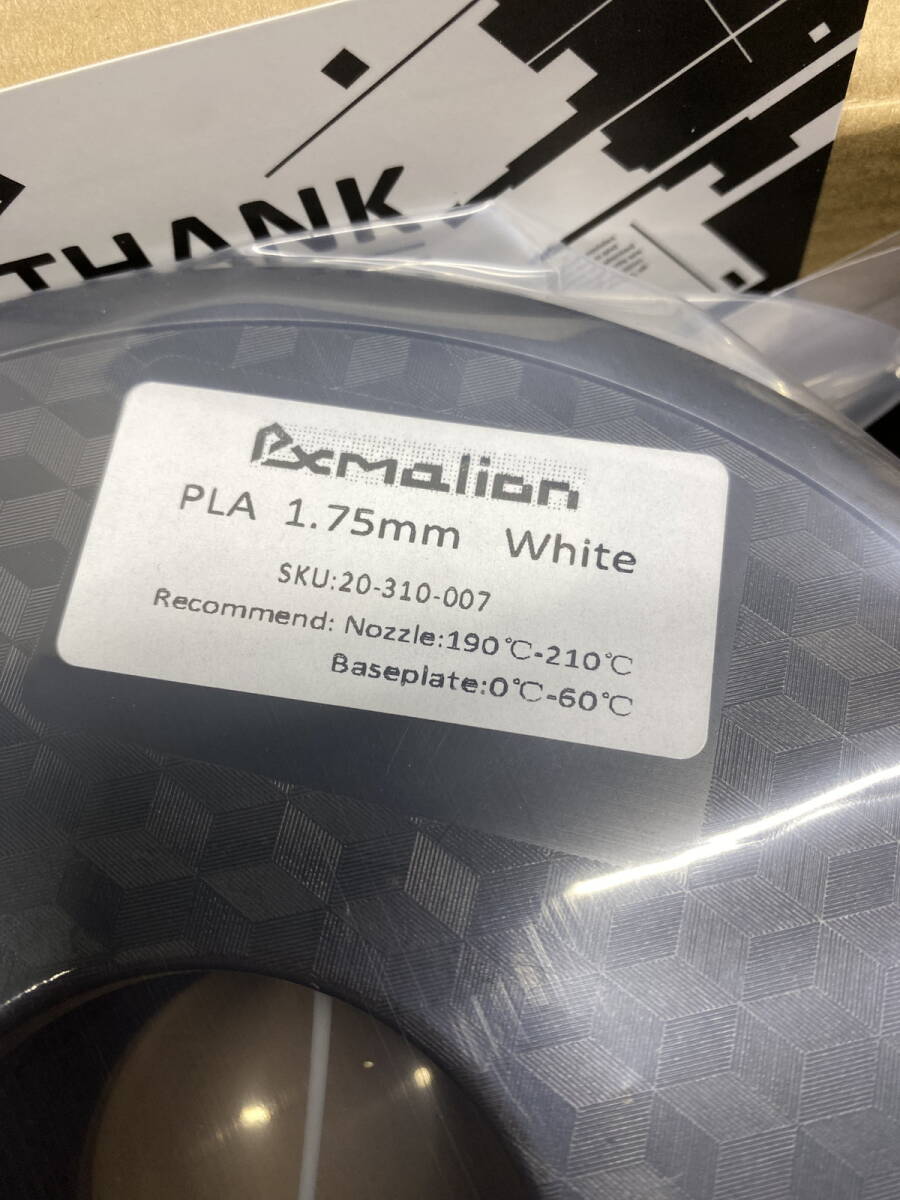 THANK
Pxmalion
PLA 1.75mm White
SKU:20-310-007
Recommend: Nozzle:190℃-210℃
Baseplate:0℃-60℃